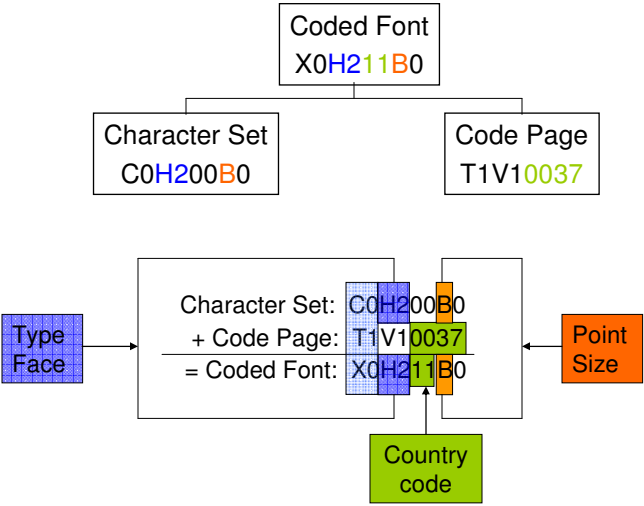 Coded Font
X0H211B0
Character Set
C0H200B0
Code Page
T1V10037
Character Set: C0H200B0
+ Code Page: T1V10037
= Coded Font: X0H211B0
Type
Face
Point
Size
Country
code